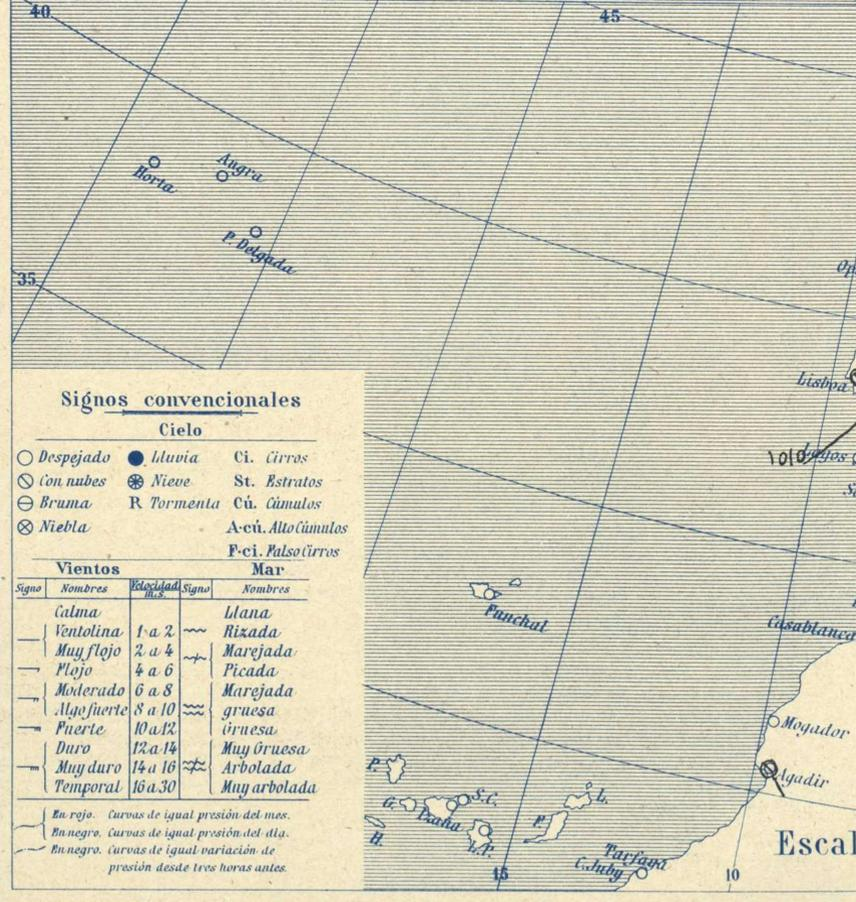 40
45
Horta
Angra
P. Delgada
35
Lisboa
1010
Lagos
Signos convencionales
Cielo
Despejado Lluvia Ci. Cirros
Con nubes Nieve St. Estratos
Bruma R Tormenta Cú. Cúmulos
Niebla A-cú. Alto Cúmulos
F-ci. Falso Cirros
Vientos Mar
Signo Nombres Velocidad m.s. Signo Nombres
Calma Llana
Ventolina 1 a 2 Rizada
Muy flojo 2 a 4 Marejada
Flojo 4 a 6 Picada
Moderado 6 a 8 Marejada
Algo fuerte 8 a 10 gruesa
Fuerte 10 a 12 Gruesa
Duro 12 a 14 Muy Gruesa
Muy duro 14 a 16 Arbolada
Temporal 16 a 30 Muy arbolada
En rojo. Curvas de igual presión del mes.
En negro. Curvas de igual presión del día.
En negro. Curvas de igual variación de
presión desde tres horas antes.
Funchal
Casablanca
Mogador
Agadir
P.
G.
H.
S.C.
Izaña
L.P.
L.
F.
Tarfaya
C. Juby
15
10
Escal